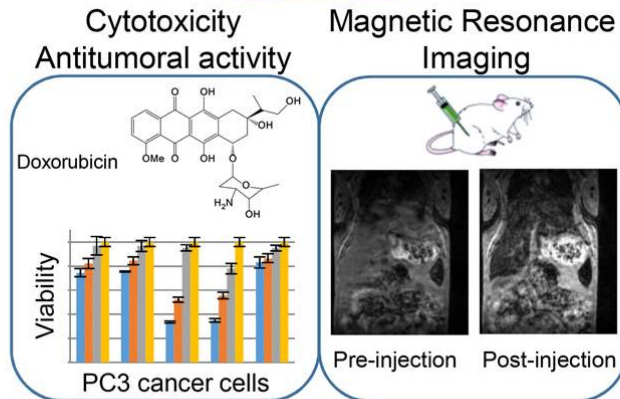 Cytotoxicity
Antitumoral activity
Doxorubicin
O
OH
OH
OH
OMe
O
OH
O
O
H₂N
OH
Viability
PC3 cancer cells
Magnetic Resonance
Imaging
Pre-injection
Post-injection